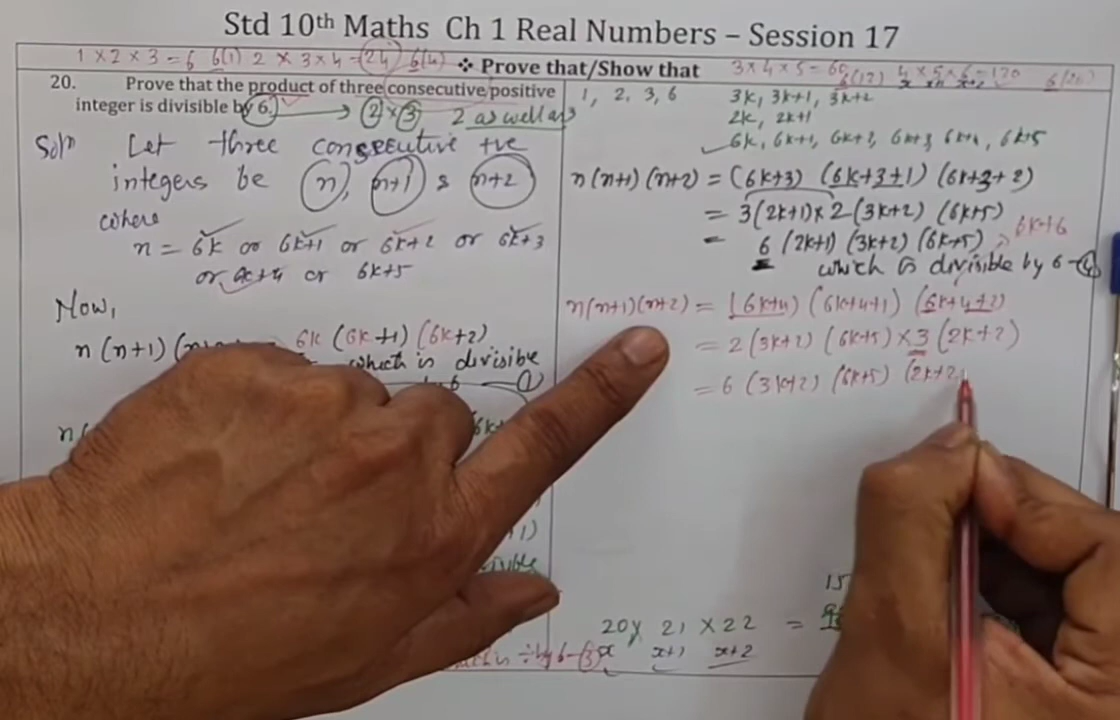 Std 10th Maths Ch 1 Real Numbers – Session 17
1 × 2 × 3 = 6 6(1) 2 × 3 × 4 = 24 6(4)
❖ Prove that/Show that
3 × 4 × 5 = 60 4 × 5 × 6 = 120
20. Prove that the product of three consecutive positive
integer is divisible by 6. → 2 × 3 2 as well as
Soln Let three consecutive +ve
integers be n, n+1 & n+2
where
n = 6k or 6k+1 or 6k+2 or 6k+3
or 6k+5
Now,
n (n+1) 6k (6k+1) (6k+2)
which is divisible
①
1, 2, 3, 6
3k, 3k+1, 3k+2
2k, 2k+1
6k, 6k+1, 6k+2, 6k+3 6k+4, 6k+5
n (n+1) (n+2) = (6k+3) (6k+3+1) (6k+3+2)
= 3(2k+1) × 2(3k+2) (6k+5)
= 6 (2k+1) (3k+2) (6k+5)
6k+6
which is divisible by 6 – ④
n(n+1)(n+2) = (6k+4) (6k+4+1) (6k+4+2)
= 2 (3k+2) (6k+5) × 3 (2k+2)
= 6 (3k+2) (6k+5) (2k+2
15
20 × 21 × 22 =
x x+1 x+2
÷ by 6 – ③